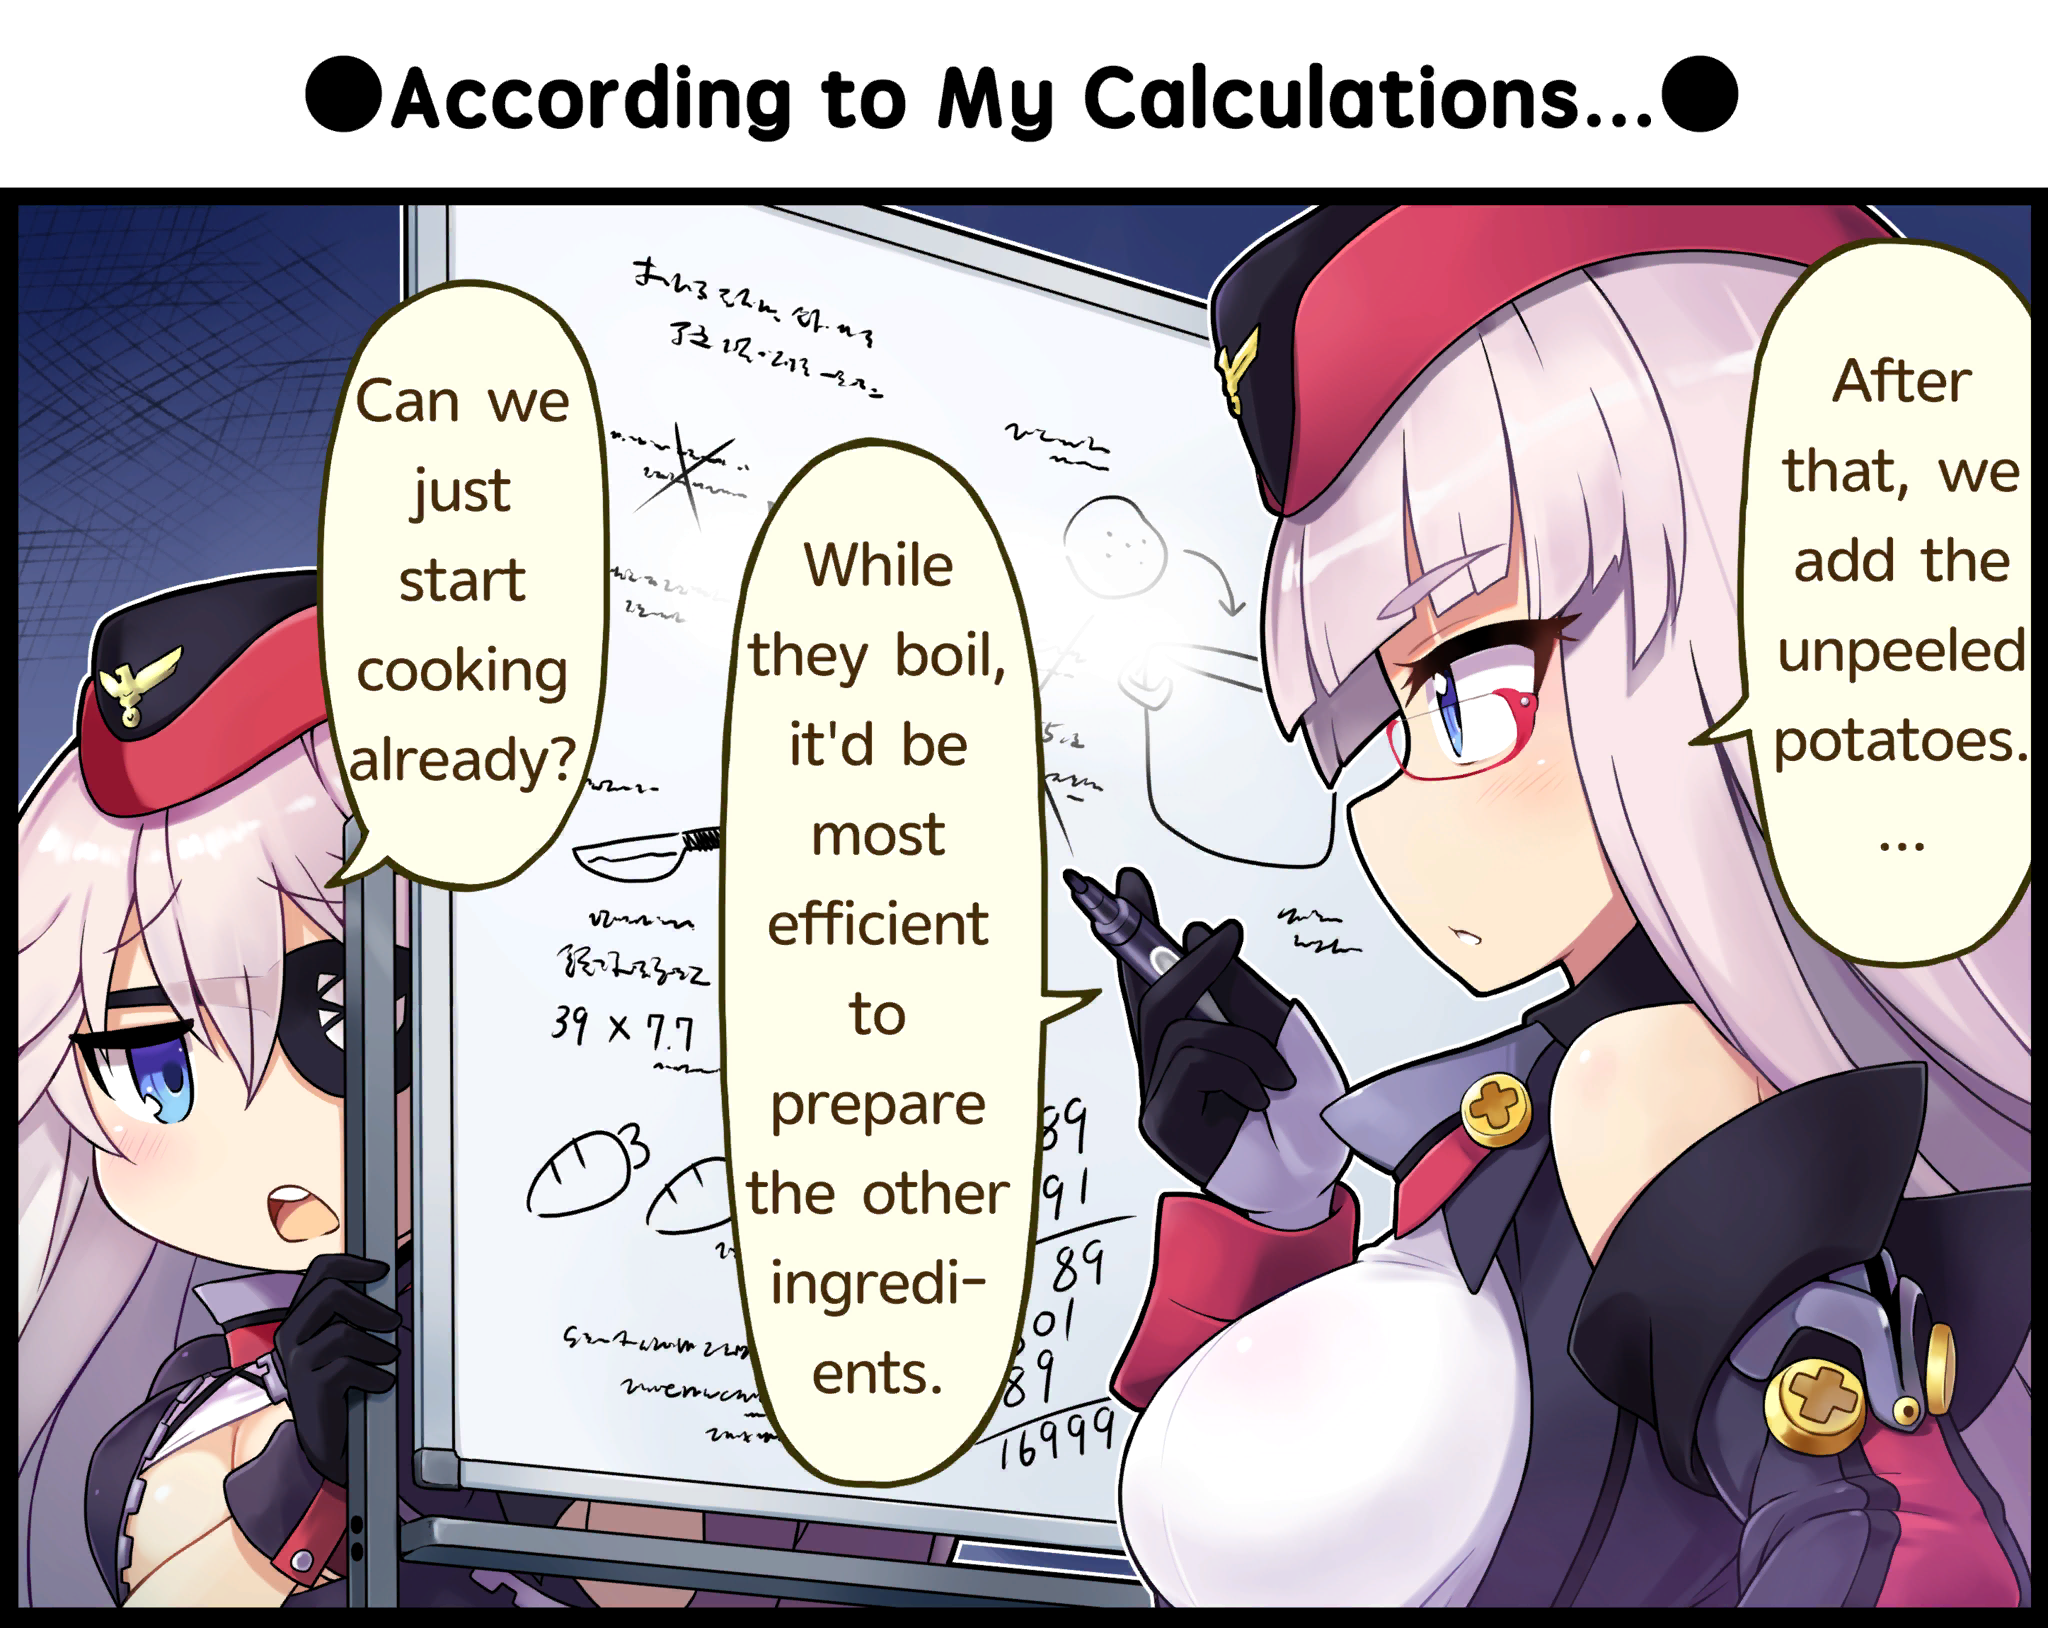 ●According to My Calculations...●
After
that, we
add the
unpeeled
potatoes.
...
While
they boil,
it'd be
most
efficient
to
prepare
the other
ingredi-
ents.
Can we
just
start
cooking
already?
39 × 7.7
3
89
91
89
01
89
16999